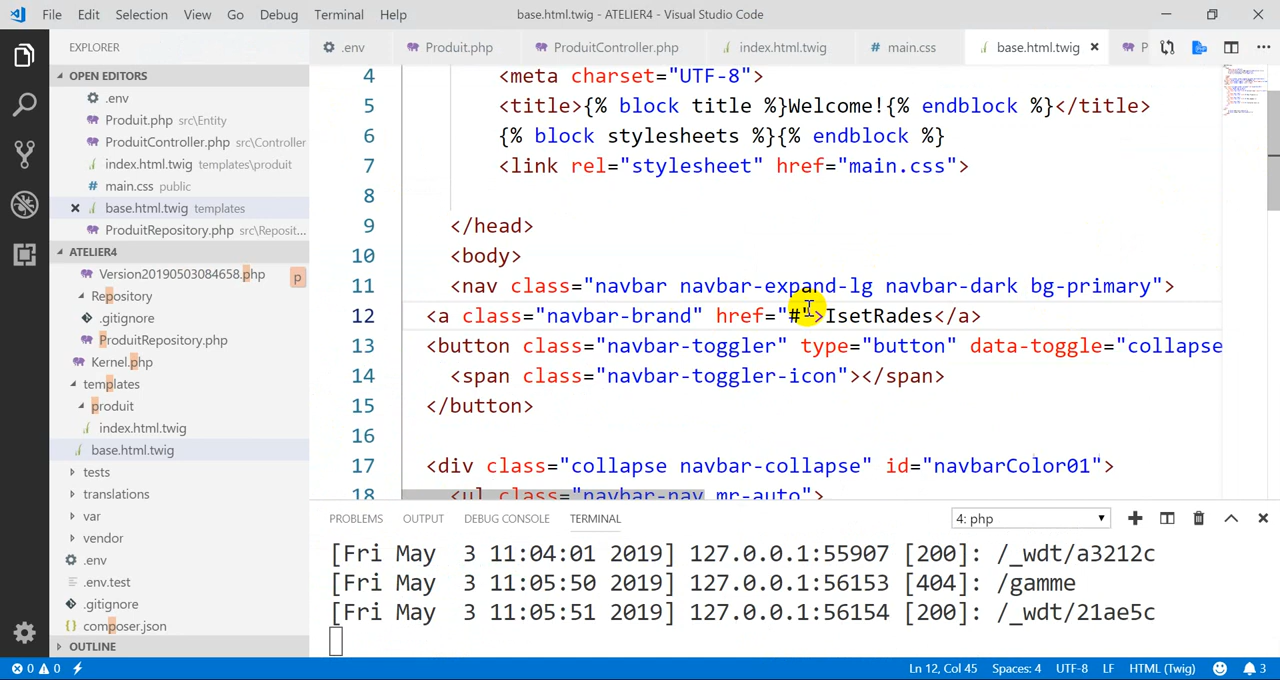 File Edit Selection View Go Debug Terminal Help
base.html.twig - ATELIER4 - Visual Studio Code
EXPLORER
OPEN EDITORS
.env
Produit.php src\Entity
ProduitController.php src\Controller
index.html.twig templates\produit
main.css public
base.html.twig templates
ProduitRepository.php src\Reposit...
ATELIER4
Version20190503084658.php
p
Repository
.gitignore
ProduitRepository.php
Kernel.php
templates
produit
index.html.twig
base.html.twig
tests
translations
var
vendor
.env
.env.test
.gitignore
composer.json
OUTLINE
.env Produit.php ProduitController.php index.html.twig main.css base.html.twig P
4 <meta charset="UTF-8">
5 <title>{% block title %}Welcome!{% endblock %}</title>
6 {% block stylesheets %}{% endblock %}
7 <link rel="stylesheet" href="main.css">
8
9 </head>
10 <body>
11 <nav class="navbar navbar-expand-lg navbar-dark bg-primary">
12 <a class="navbar-brand" href="#">IsetRades</a>
13 <button class="navbar-toggler" type="button" data-toggle="collapse
14 <span class="navbar-toggler-icon"></span>
15 </button>
16
17 <div class="collapse navbar-collapse" id="navbarColor01">
18 <ul class="navbar-nav mr-auto">
PROBLEMS OUTPUT DEBUG CONSOLE TERMINAL 4: php
[Fri May  3 11:04:01 2019] 127.0.0.1:55907 [200]: /_wdt/a3212c
[Fri May  3 11:05:50 2019] 127.0.0.1:56153 [404]: /gamme
[Fri May  3 11:05:51 2019] 127.0.0.1:56154 [200]: /_wdt/21ae5c
0 0 Ln 12, Col 45 Spaces: 4 UTF-8 LF HTML (Twig) 3